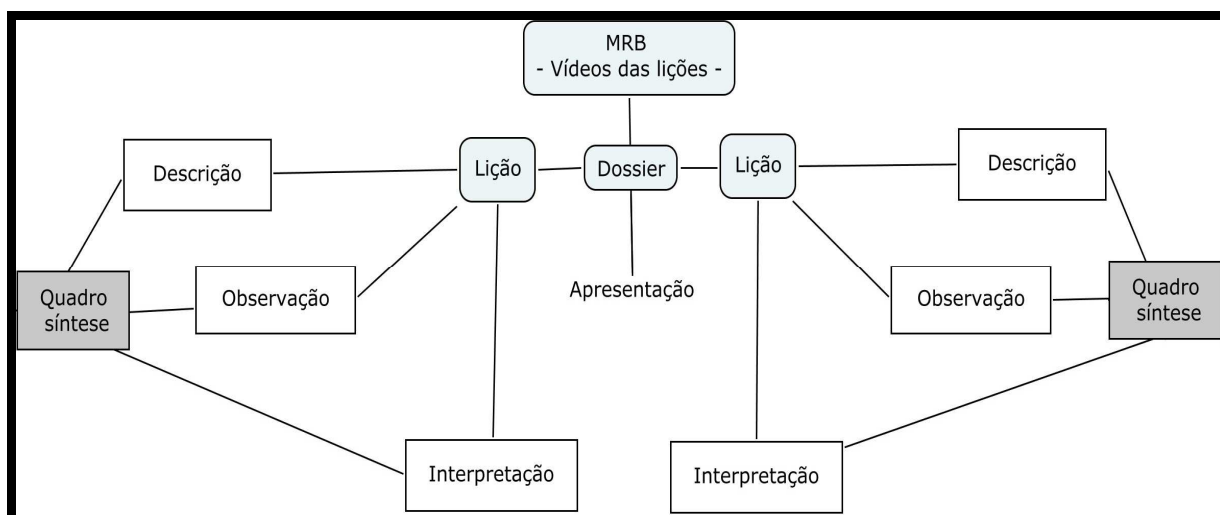 MRB
- Vídeos das lições -
Descrição
Lição
Dossier
Lição
Descrição
Quadro
síntese
Observação
Apresentação
Observação
Quadro
síntese
Interpretação
Interpretação